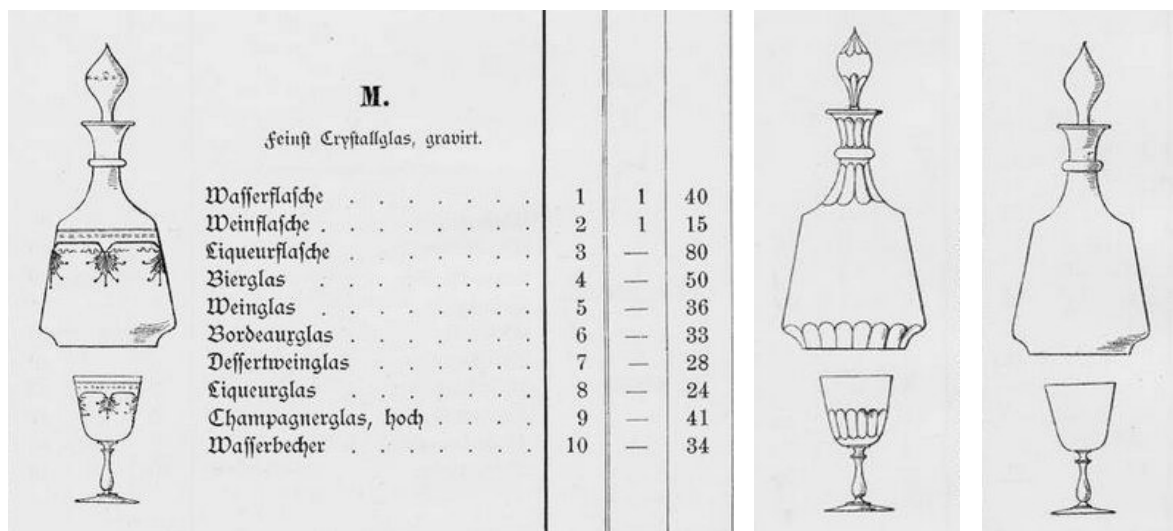 M.
Feinst Crystallglas, gravirt.
Wasserflasche . . . . . . . 1 1 40
Weinflasche . . . . . . . . 2 1 15
Liqueurflasche . . . . . . . 3 — 80
Bierglas . . . . . . . . 4 — 50
Weinglas . . . . . . . . 5 — 36
Bordeauxglas . . . . . . . 6 — 33
Dessertweinglas . . . . . . 7 — 28
Liqueurglas . . . . . . . 8 — 24
Champagnerglas, hoch . . . . 9 — 41
Wasserbecher . . . . . . . 10 — 34